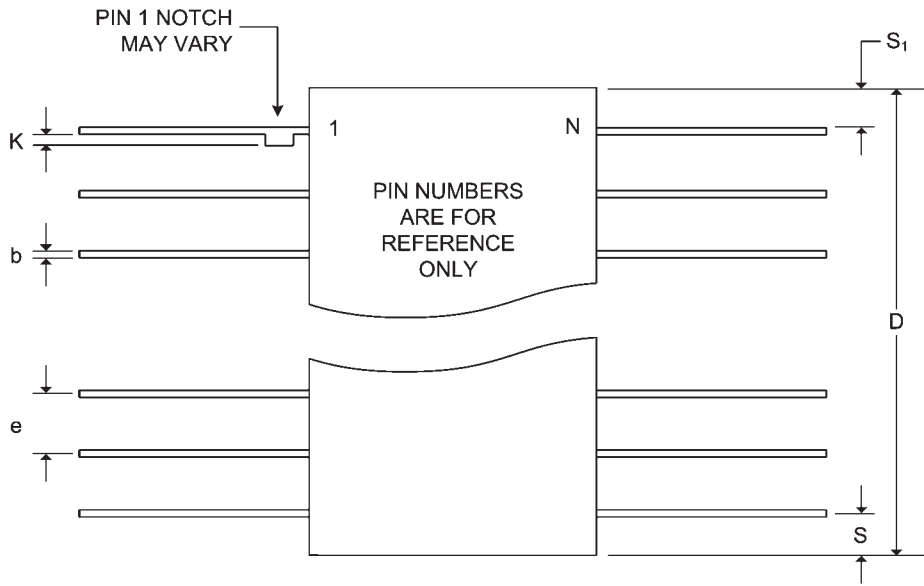 PIN 1 NOTCH
MAY VARY
S₁
K
1
N
PIN NUMBERS
ARE FOR
REFERENCE
ONLY
b
D
e
S